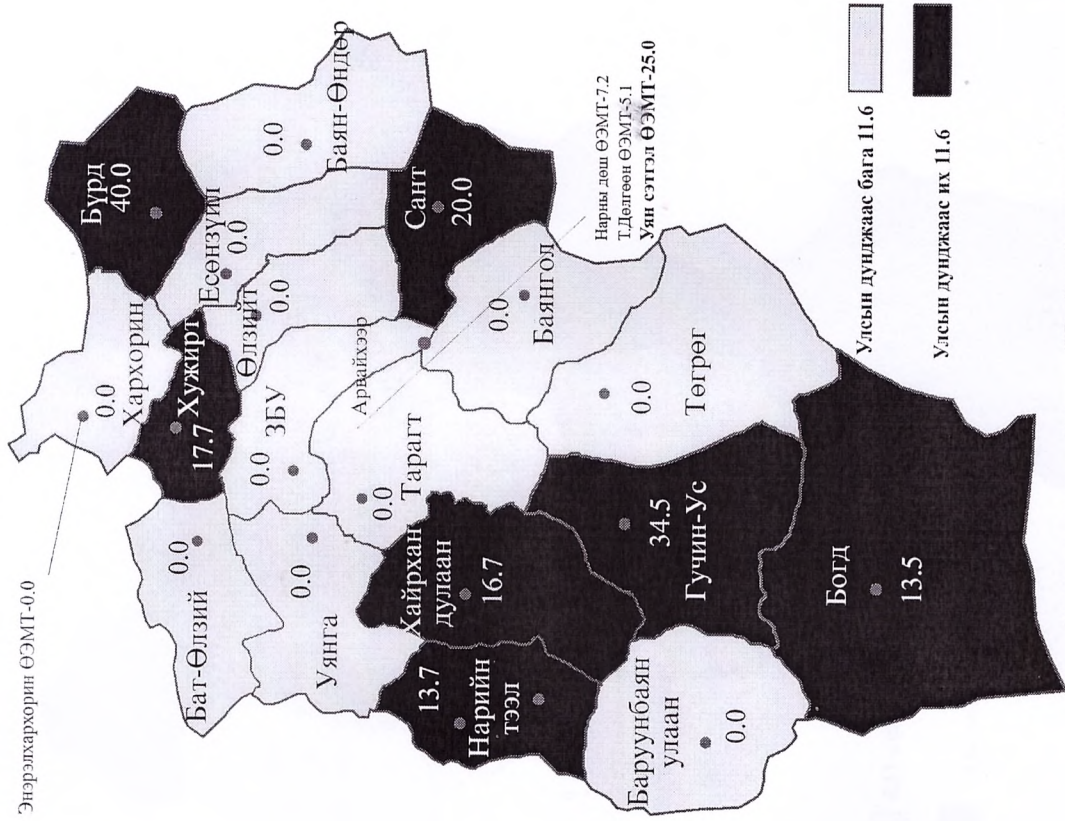 Энэрэлхархорин ӨЭМТ-0.0
0.0
Хархорин
Бүрд
40.0
Бат-Өлзий
0.0
17.7 Хужирт
Есөнзүйл
0.0
0.0
Баян-Өндөр
Өлзийт
0.0
Уянга
0.0
ЗБУ
0.0
Арвайхээр
Сант
20.0
Тарагт
0.0
Хайрхан
дулаан
16.7
13.7
Нарийн
тээл
0.0
Баянгол
Нарны дөш ӨЭМТ-7.2
Т.Дөлгөөн ӨЭМТ-5.1
Уян сэтгэл ӨЭМТ-25.0
34.5
Гучин-Ус
0.0
Төгрөг
Баруунбаян
улаан
0.0
Богд
13.5
Улсын дунджаас бага 11.6
Улсын дунджаас их 11.6